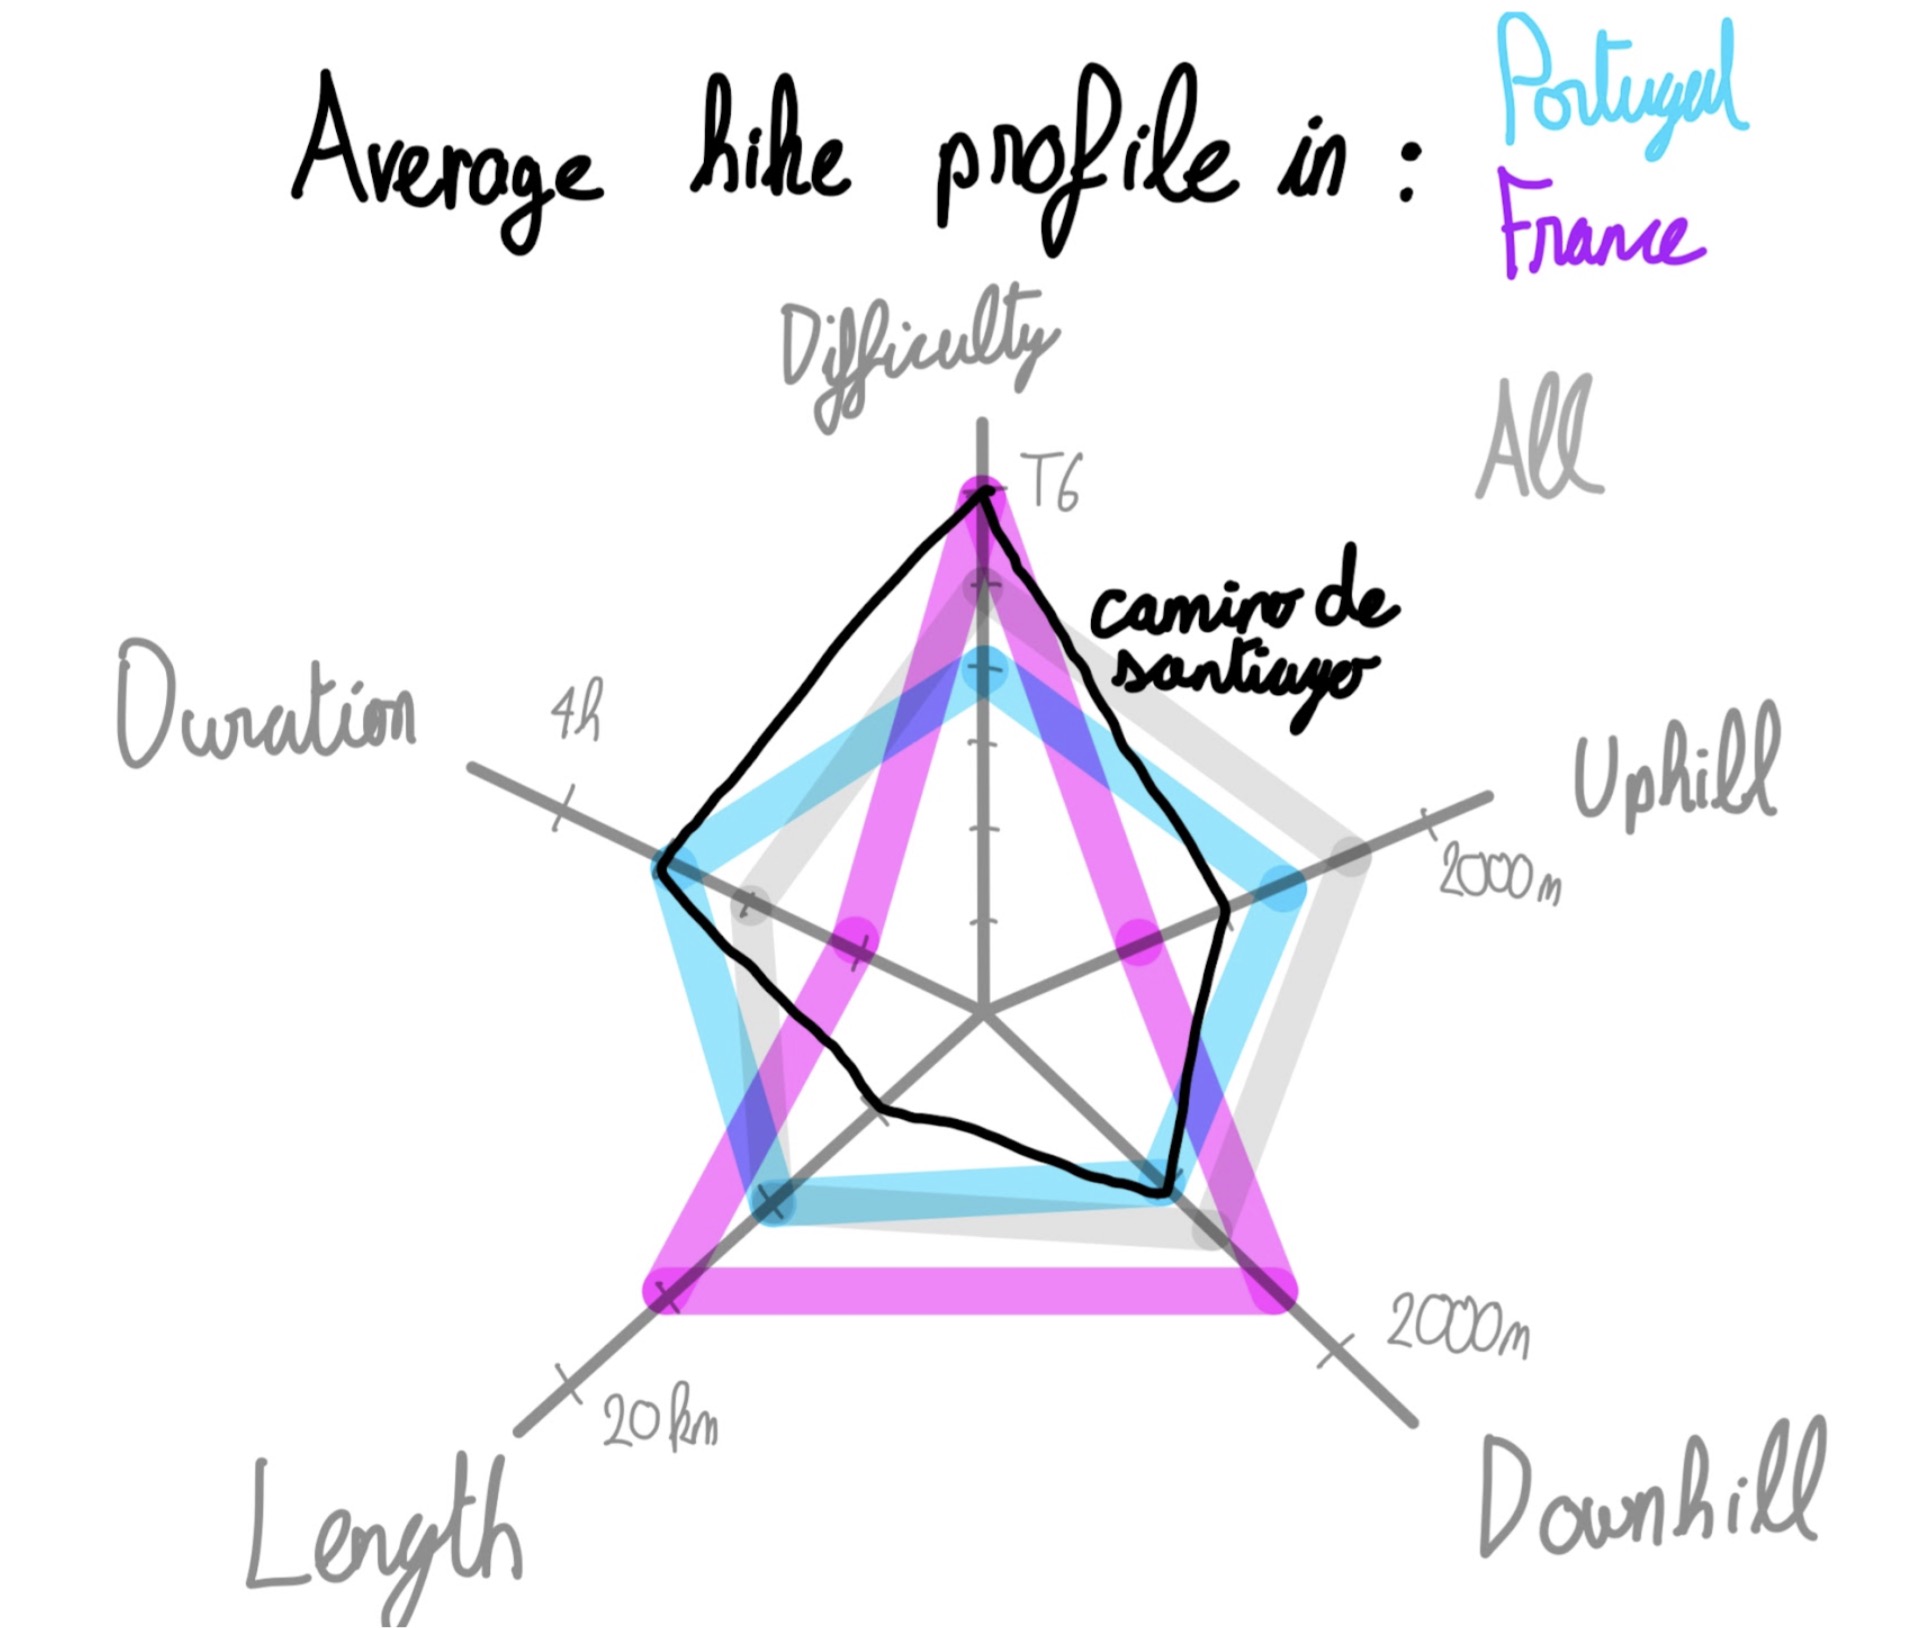 Average hike profile in :
Portugal
France
All
Difficulty
T6
camino de
santiago
Duration
4h
Uphill
2000m
2000m
20km
Length
Downhill